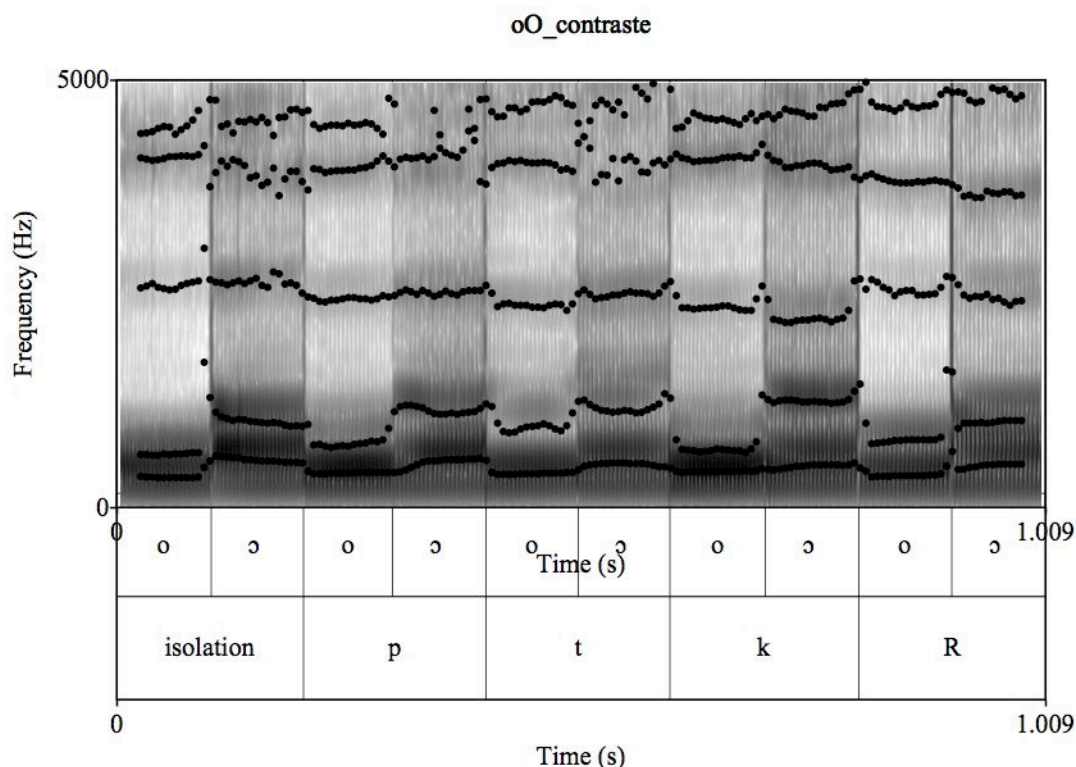 oO_contraste
5000
Frequency (Hz)
0
0 1.009
Time (s)
o ɔ o ɔ o ɔ o ɔ o ɔ
isolation p t k R
0 1.009
Time (s)